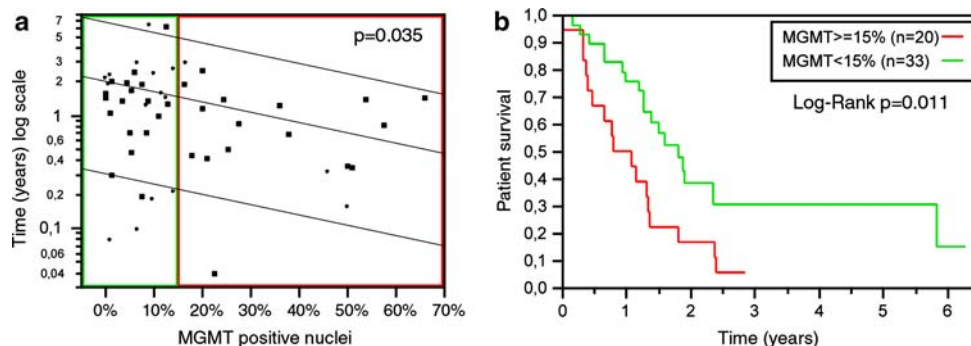 a
p=0.035
Time (years) log scale
7
5
3
2
1
0,6
0,4
0,2
0,1
0,06
0,04
0% 10% 20% 30% 40% 50% 60% 70%
MGMT positive nuclei
b
MGMT>=15% (n=20)
MGMT<15% (n=33)
Log-Rank p=0.011
Patient survival
1,0
0,9
0,8
0,7
0,6
0,5
0,4
0,3
0,2
0,1
0,0
0 1 2 3 4 5 6
Time (years)